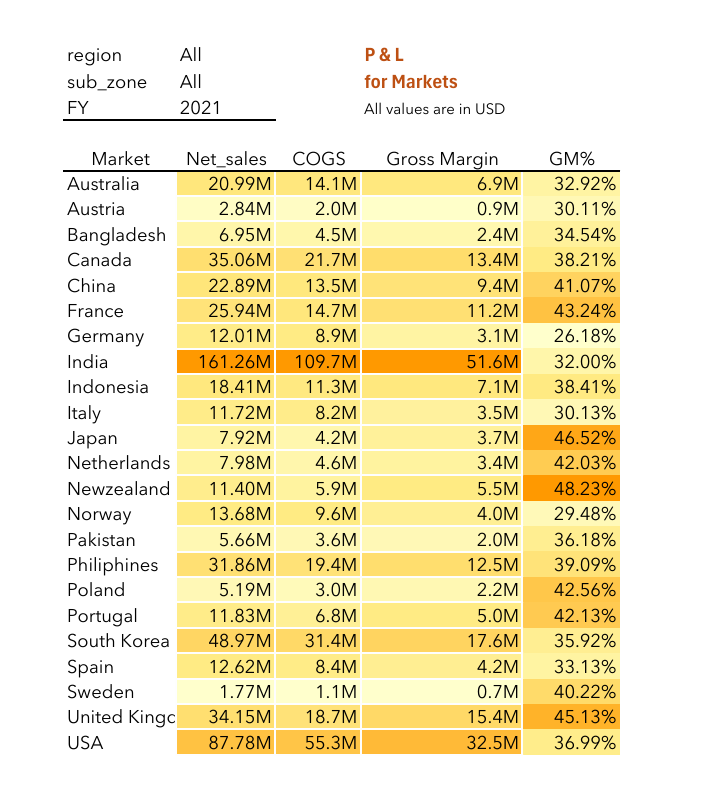 region All P & L
sub_zone All for Markets
FY 2021 All values are in USD
Market Net_sales COGS Gross Margin GM%
Australia 20.99M 14.1M 6.9M 32.92%
Austria 2.84M 2.0M 0.9M 30.11%
Bangladesh 6.95M 4.5M 2.4M 34.54%
Canada 35.06M 21.7M 13.4M 38.21%
China 22.89M 13.5M 9.4M 41.07%
France 25.94M 14.7M 11.2M 43.24%
Germany 12.01M 8.9M 3.1M 26.18%
India 161.26M 109.7M 51.6M 32.00%
Indonesia 18.41M 11.3M 7.1M 38.41%
Italy 11.72M 8.2M 3.5M 30.13%
Japan 7.92M 4.2M 3.7M 46.52%
Netherlands 7.98M 4.6M 3.4M 42.03%
Newzealand 11.40M 5.9M 5.5M 48.23%
Norway 13.68M 9.6M 4.0M 29.48%
Pakistan 5.66M 3.6M 2.0M 36.18%
Philiphines 31.86M 19.4M 12.5M 39.09%
Poland 5.19M 3.0M 2.2M 42.56%
Portugal 11.83M 6.8M 5.0M 42.13%
South Korea 48.97M 31.4M 17.6M 35.92%
Spain 12.62M 8.4M 4.2M 33.13%
Sweden 1.77M 1.1M 0.7M 40.22%
United Kingc 34.15M 18.7M 15.4M 45.13%
USA 87.78M 55.3M 32.5M 36.99%